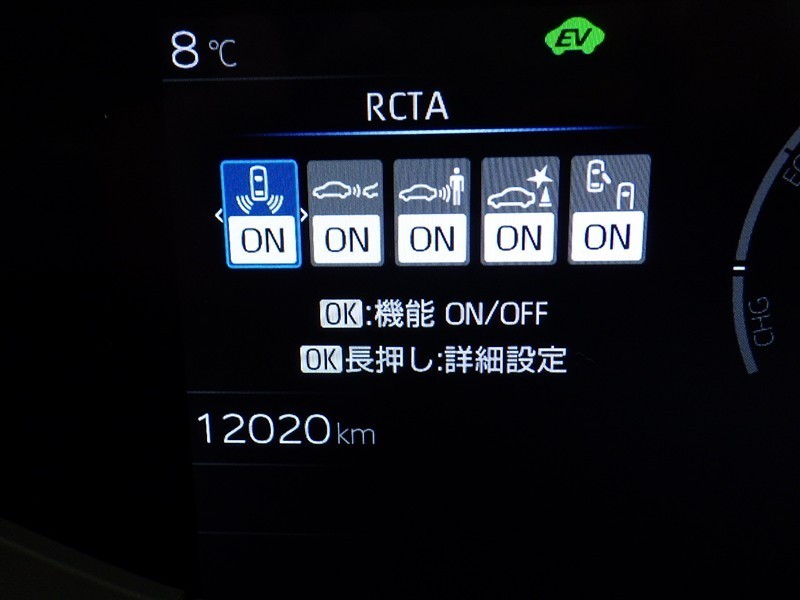 8℃
EV
RCTA
ON ON ON ON ON
OK:機能 ON/OFF
OK長押し:詳細設定
CHG
12020km